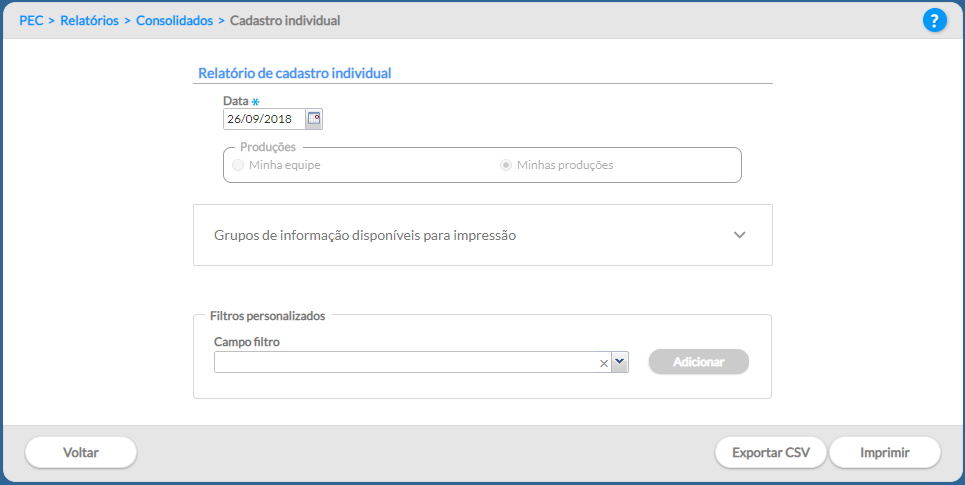 PEC > Relatórios > Consolidados > Cadastro individual
?
Relatório de cadastro individual
Data *
26/09/2018
Produções
Minha equipe Minhas produções
Grupos de informação disponíveis para impressão
Filtros personalizados
Campo filtro
Adicionar
Voltar Exportar CSV Imprimir